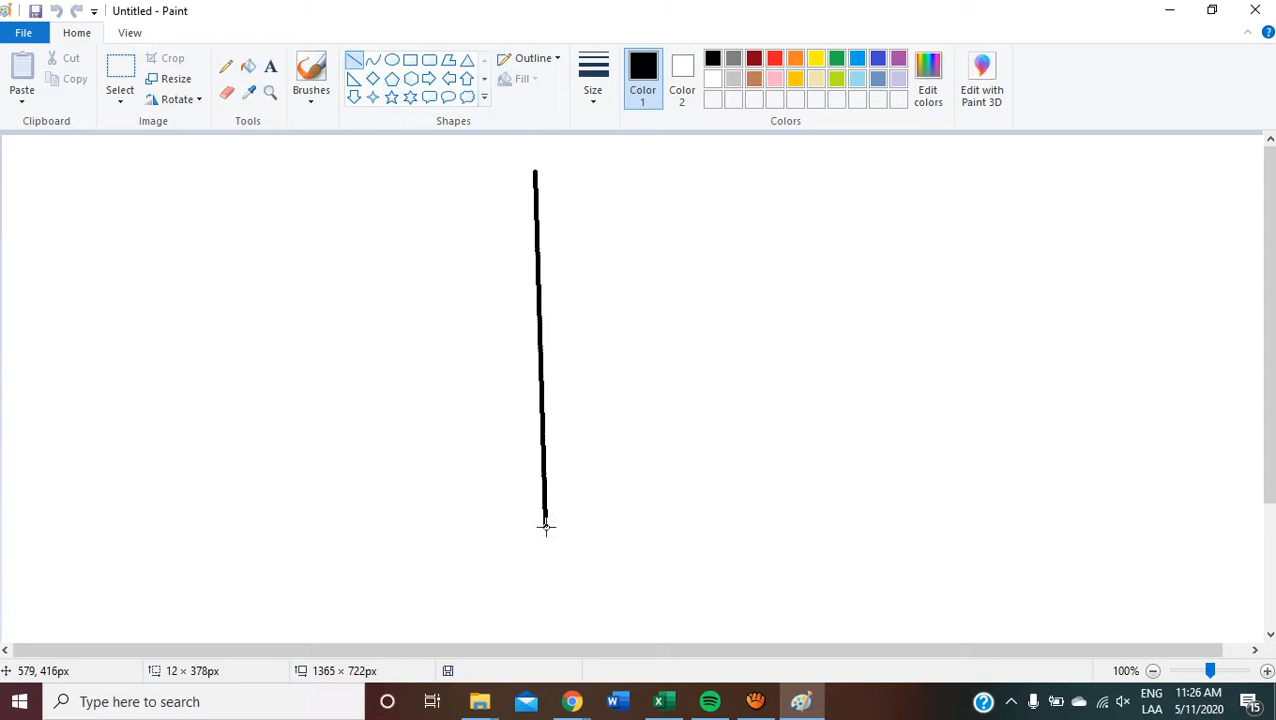 Untitled - Paint
File Home View
Paste
Cut
Copy
Clipboard
Select
Crop
Resize
Rotate
Image
Tools
Brushes
Shapes
Outline
Fill
Size
Color 1
Color 2
Colors
Edit colors
Edit with Paint 3D
579, 416px
12 × 378px
1365 × 722px
100%
Type here to search
ENG
LAA
11:26 AM
5/11/2020
15